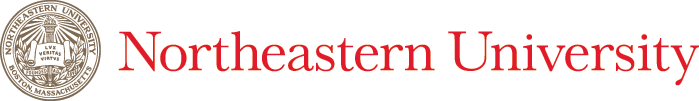 NORTHEASTERN UNIVERSITY
LVX
VERITAS
VIRTVS
BOSTON, MASSACHUSETTS
Northeastern University